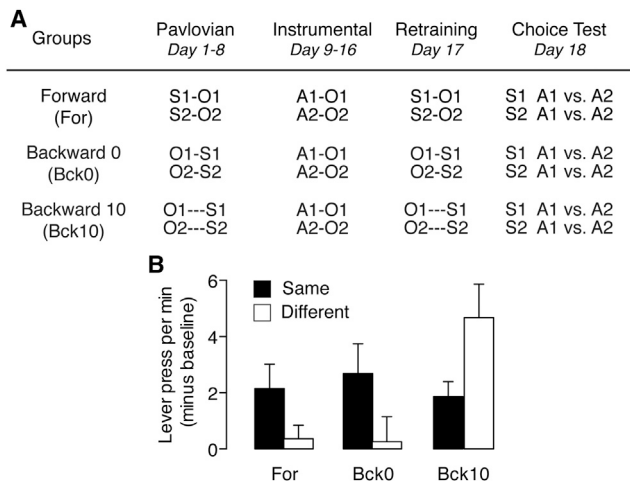 A
Groups Pavlovian Instrumental Retraining Choice Test
Day 1-8 Day 9-16 Day 17 Day 18
Forward S1-O1 A1-O1 S1-O1 S1 A1 vs. A2
(For) S2-O2 A2-O2 S2-O2 S2 A1 vs. A2
Backward 0 O1-S1 A1-O1 O1-S1 S1 A1 vs. A2
(Bck0) O2-S2 A2-O2 O2-S2 S2 A1 vs. A2
Backward 10 O1---S1 A1-O1 O1---S1 S1 A1 vs. A2
(Bck10) O2---S2 A2-O2 O2---S2 S2 A1 vs. A2
B
Lever press per min
(minus baseline)
6
4
2
0
Same
Different
For Bck0 Bck10